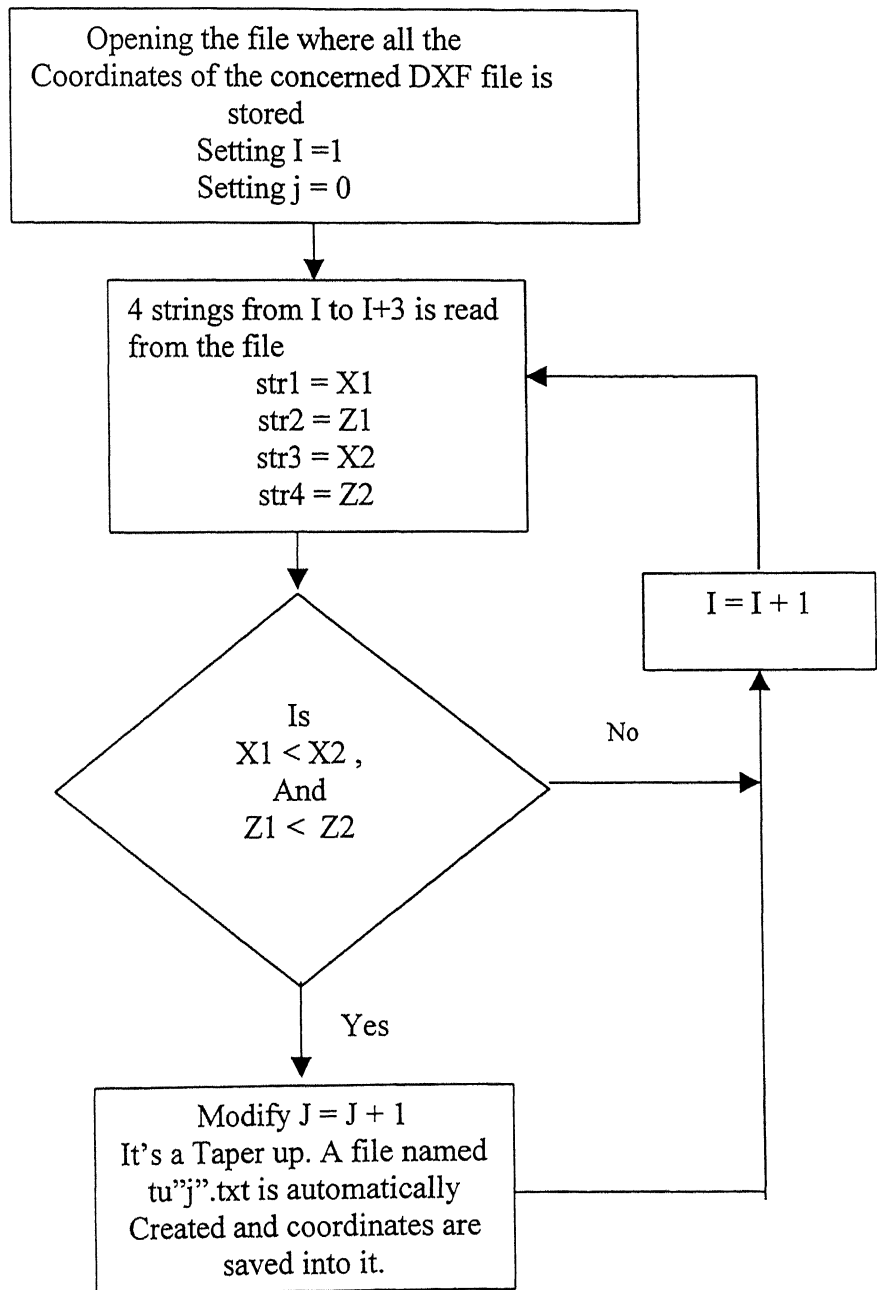 Opening the file where all the
Coordinates of the concerned DXF file is
stored
Setting I =1
Setting j = 0
4 strings from I to I+3 is read
from the file
str1 = X1
str2 = Z1
str3 = X2
str4 = Z2
I = I + 1
Is
X1 < X2 ,
And
Z1 < Z2
No
Yes
Modify J = J + 1
It's a Taper up. A file named
tu”j”.txt is automatically
Created and coordinates are
saved into it.